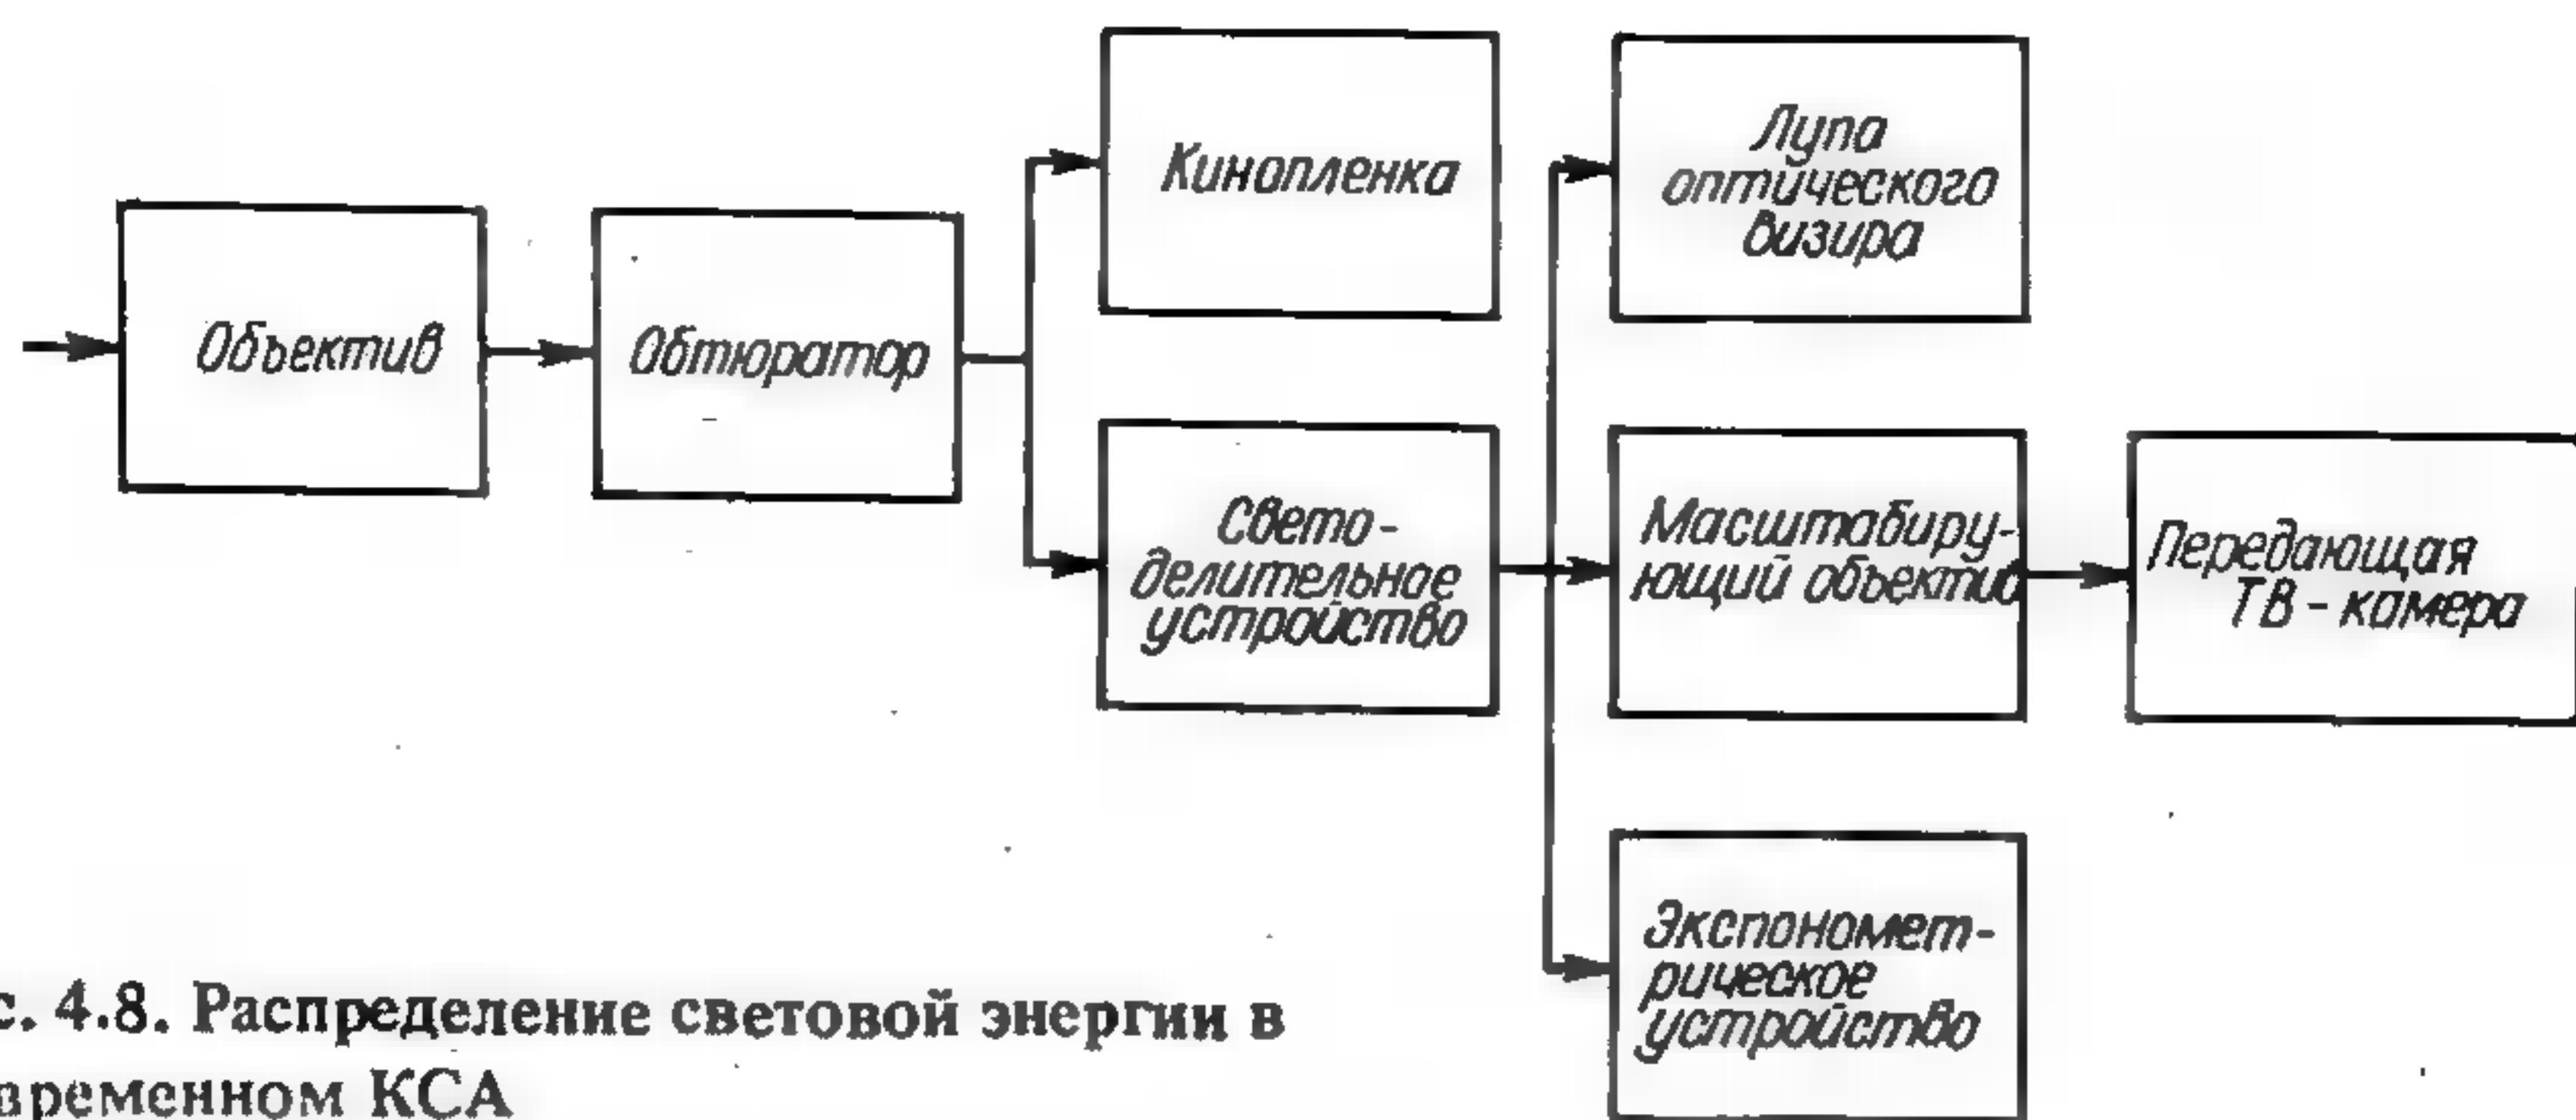 Объектив
Обтюратор
Кинопленка
Свето-
делительное
устройство
Лупа
оптического
визира
Масштабиру-
ющий объектив
Передающая
ТВ - камера
Экспономет-
рическое
устройство
с. 4.8. Распределение световой энергии в
временном КСА